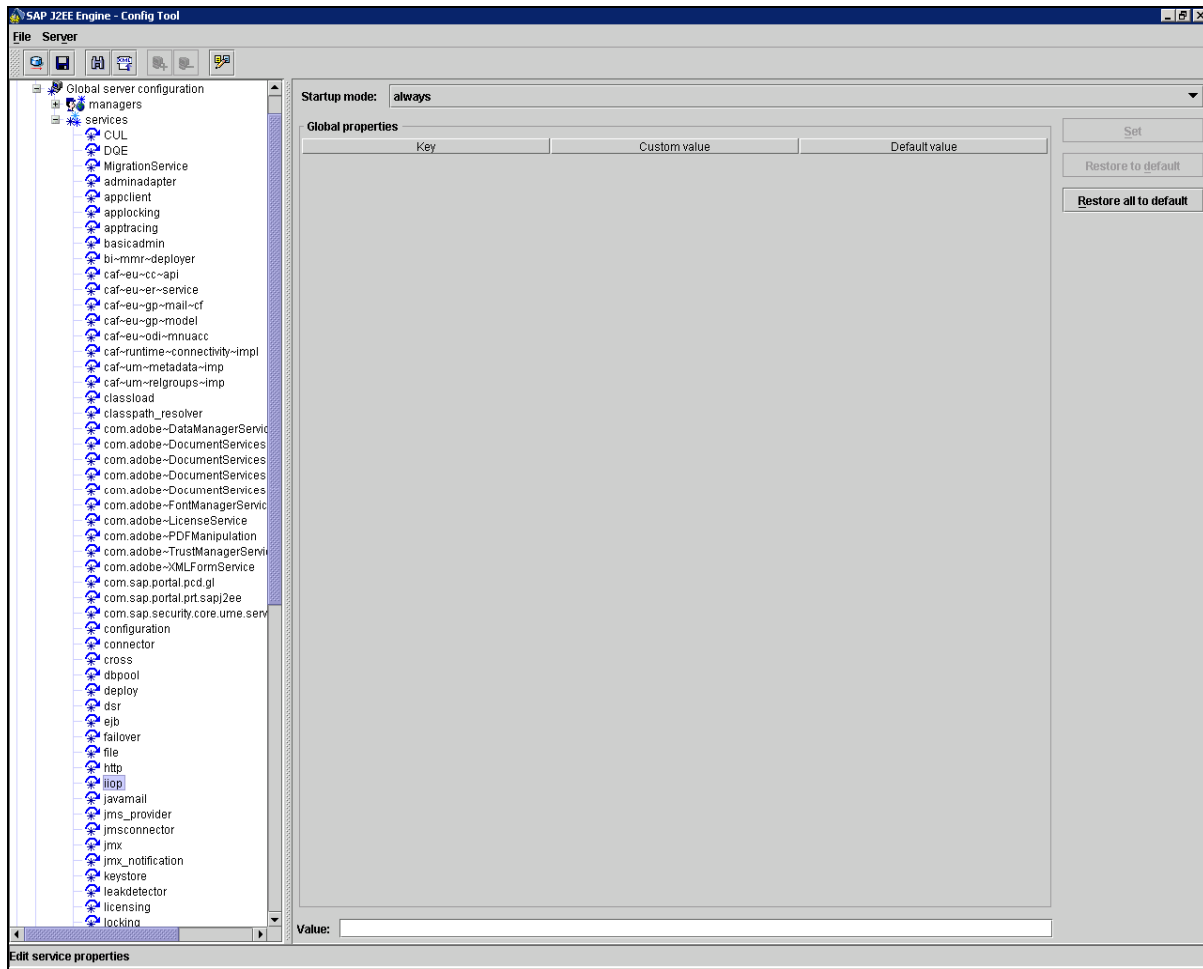 SAP J2EE Engine - Config Tool
File Server
Global server configuration
managers
services
CUL
DQE
MigrationService
adminadapter
appclient
applocking
apptracing
basicadmin
bi~mmr~deployer
caf~eu~cc~api
caf~eu~er~service
caf~eu~gp~mail~cf
caf~eu~gp~model
caf~eu~odi~mnuacc
caf~runtime~connectivity~impl
caf~um~metadata~imp
caf~um~relgroups~imp
classload
classpath_resolver
com.adobe~DataManagerServic
com.adobe~DocumentServices
com.adobe~DocumentServices
com.adobe~DocumentServices
com.adobe~DocumentServices
com.adobe~FontManagerServic
com.adobe~LicenseService
com.adobe~PDFManipulation
com.adobe~TrustManagerServi
com.adobe~XMLFormService
com.sap.portal.pcd.gl
com.sap.portal.prt.sapj2ee
com.sap.security.core.ume.serv
configuration
connector
cross
dbpool
deploy
dsr
ejb
failover
file
http
iiop
javamail
jms_provider
jmsconnector
jmx
jmx_notification
keystore
leakdetector
licensing
locking
Startup mode: always
Global properties
Key Custom value Default value
Set
Restore to default
Restore all to default
Value:
Edit service properties